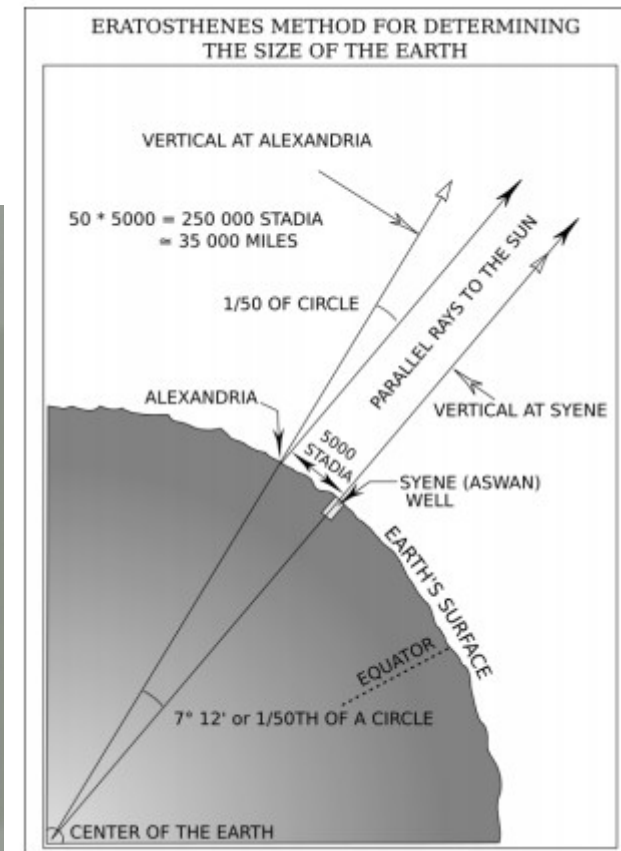 ERATOSTHENES METHOD FOR DETERMINING
THE SIZE OF THE EARTH
VERTICAL AT ALEXANDRIA
50 * 5000 = 250 000 STADIA
≃ 35 000 MILES
1/50 OF CIRCLE
PARALLEL RAYS TO THE SUN
ALEXANDRIA
VERTICAL AT SYENE
5000
STADIA
SYENE (ASWAN)
WELL
EARTH'S SURFACE
EQUATOR
7° 12' or 1/50TH OF A CIRCLE
CENTER OF THE EARTH